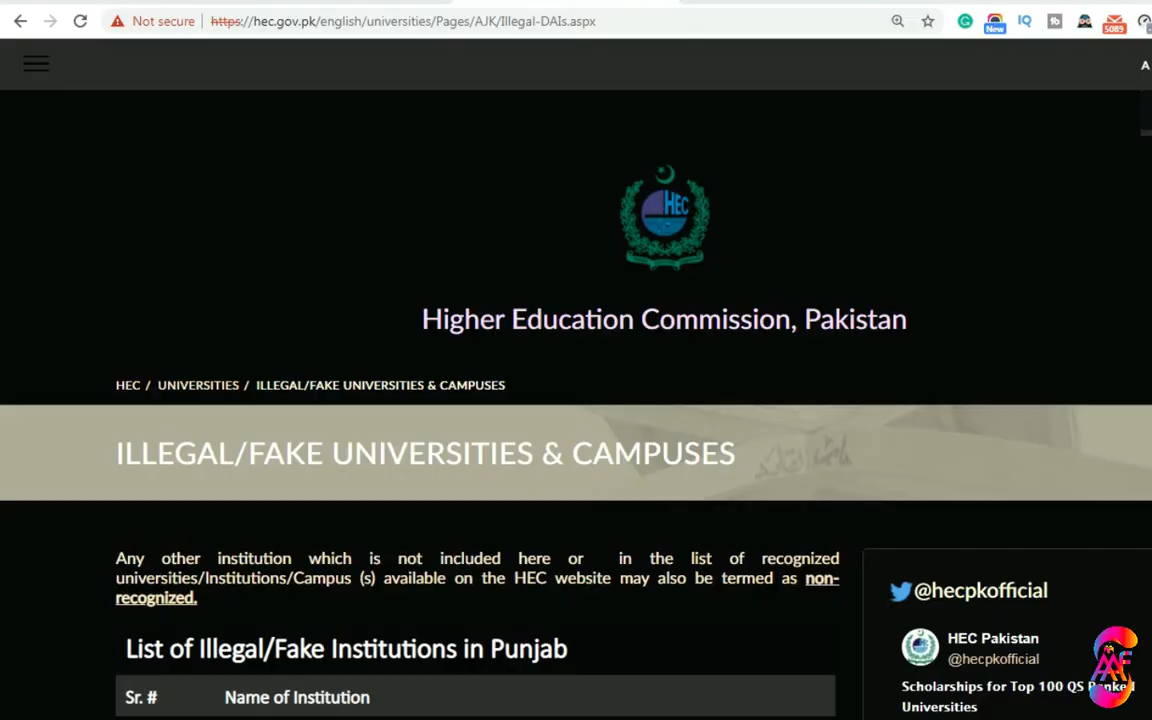 Not secure https://hec.gov.pk/english/universities/Pages/AJK/Illegal-DAIs.aspx
IQ
New
5089
A
HEC
Higher Education Commission, Pakistan
HEC / UNIVERSITIES / ILLEGAL/FAKE UNIVERSITIES & CAMPUSES
ILLEGAL/FAKE UNIVERSITIES & CAMPUSES
Any other institution which is not included here or in the list of recognized
universities/Institutions/Campus (s) available on the HEC website may also be termed as non-
recognized.
@hecpkofficial
HEC Pakistan
@hecpkofficial
Scholarships for Top 100 QS Ranked
Universities
List of Illegal/Fake Institutions in Punjab
Sr. # Name of Institution